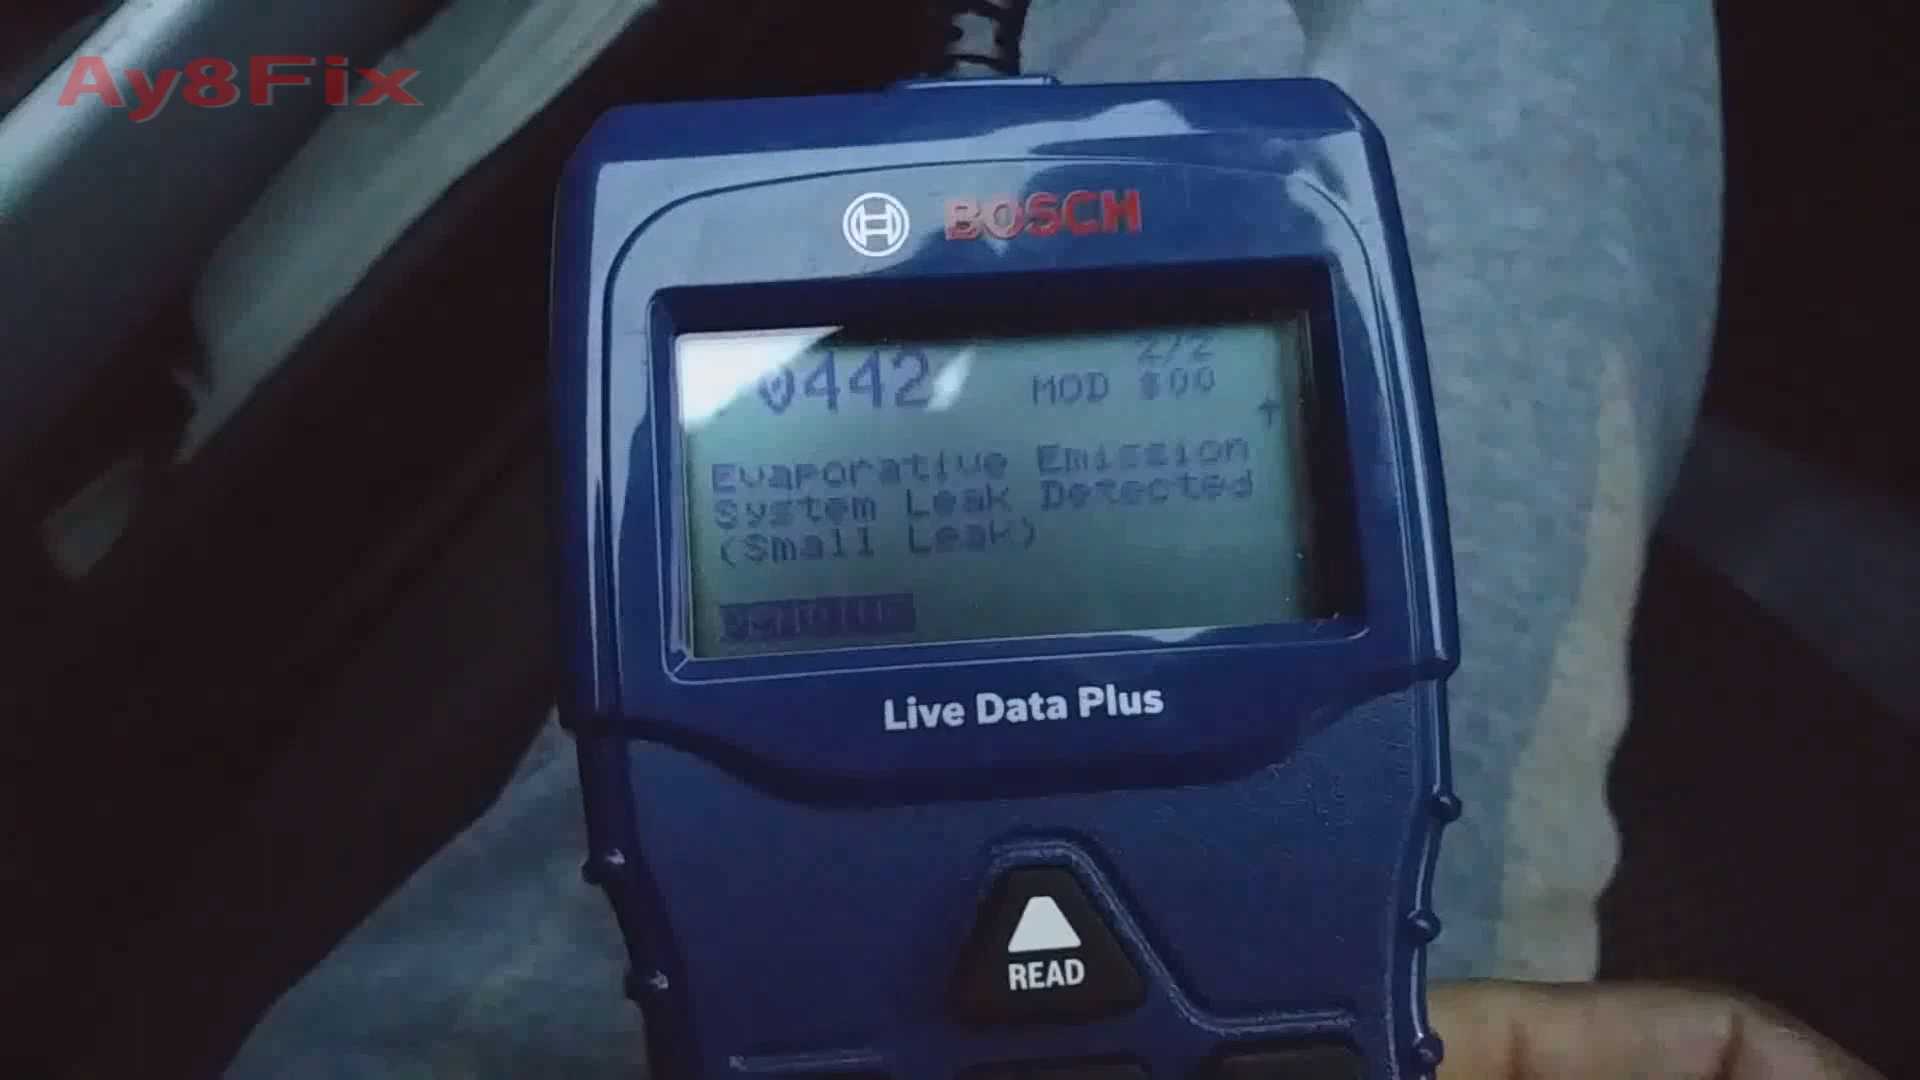 Ay8Fix
BOSCH
0442
2/2
MOD $00
Evaporative Emission
System Leak Detected
(Small Leak)
Live Data Plus
READ